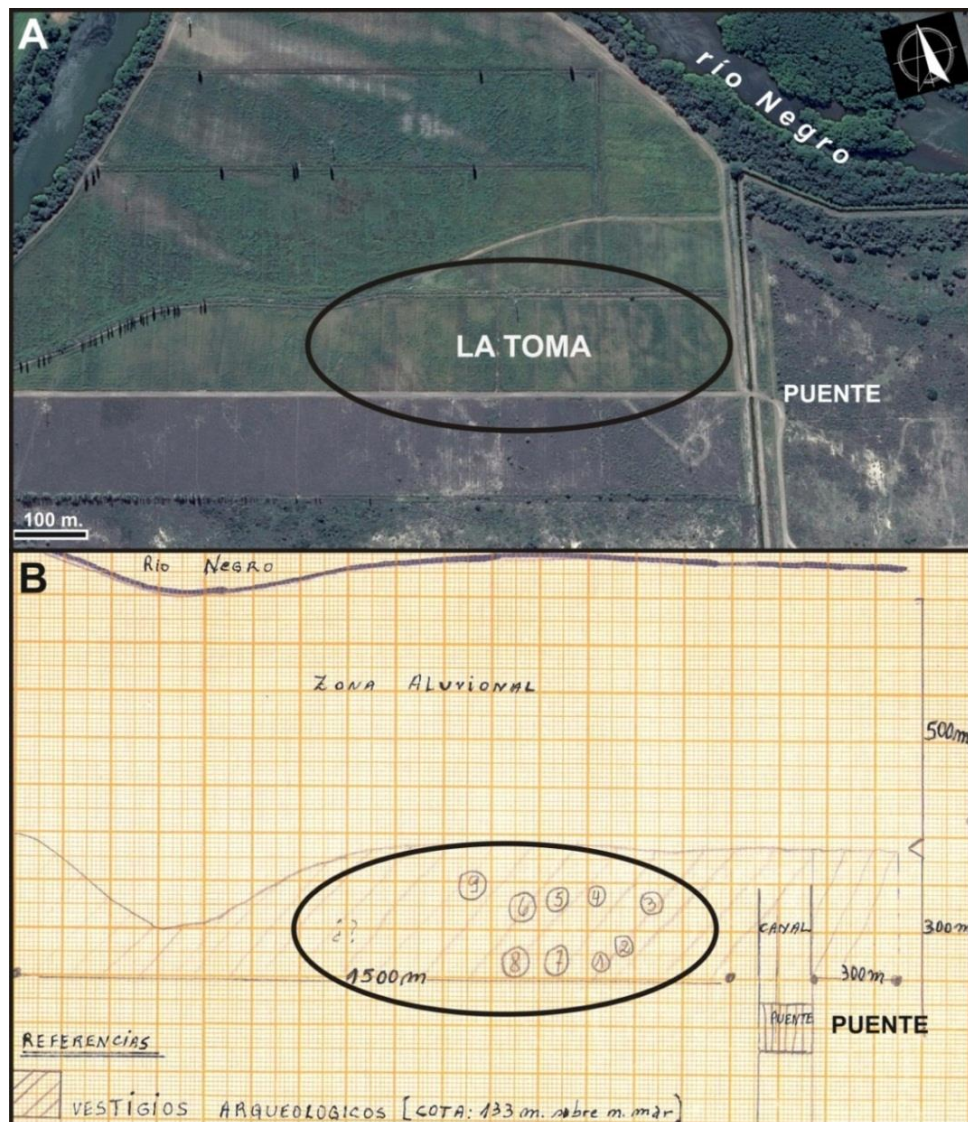 A
río Negro
LA TOMA
PUENTE
100 m.
B
Río NEGRO
ZONA ALUVIONAL
500m
9
6 5 4 3
¿?
CANAL
300m
8 7 1 2
1500m
300m
PUENTE
PUENTE
REFERENCIAS
VESTIGIOS ARQUEOLOGICOS [COTA: 133 m. sobre m. mar]